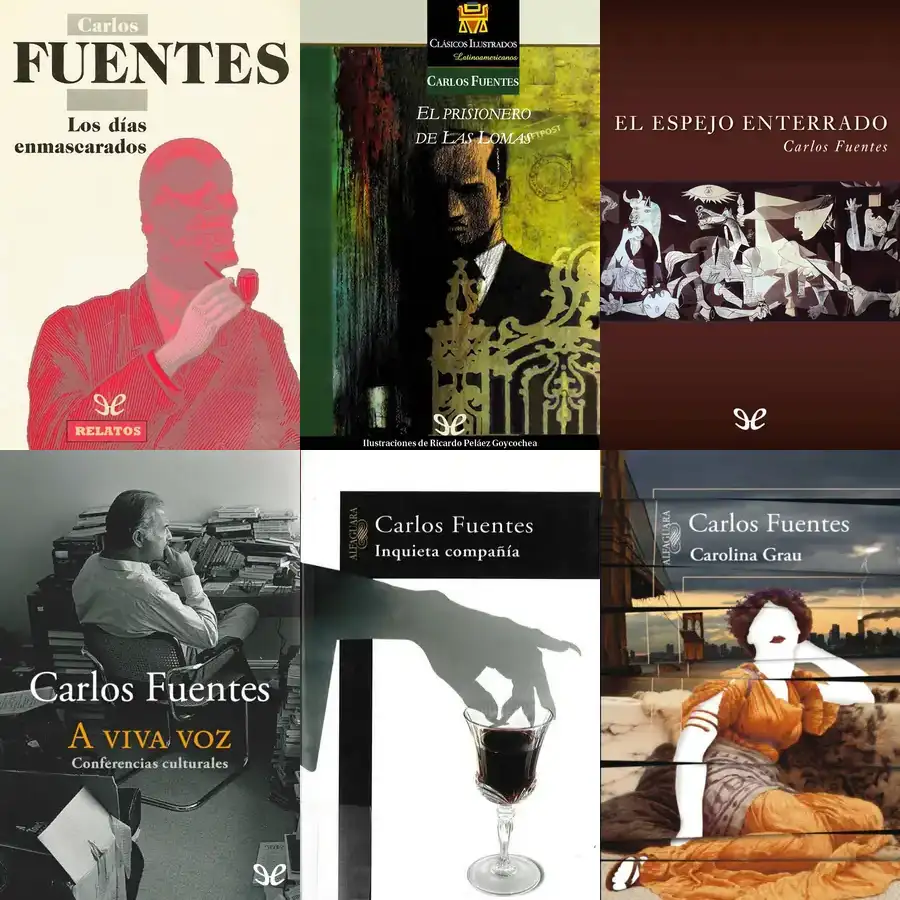 Carlos
FUENTES
Los días
enmascarados
RELATOS
CLÁSICOS ILUSTRADOS
Latinoamericanos
CARLOS FUENTES
EL PRISIONERO
DE LAS LOMAS
Ilustraciones de Ricardo Peláez Goycochea
EL ESPEJO ENTERRADO
Carlos Fuentes
Carlos Fuentes
A VIVA VOZ
Conferencias culturales
ALFAGUARA
Carlos Fuentes
Inquieta compañía
ALFAGUARA
Carlos Fuentes
Carolina Grau